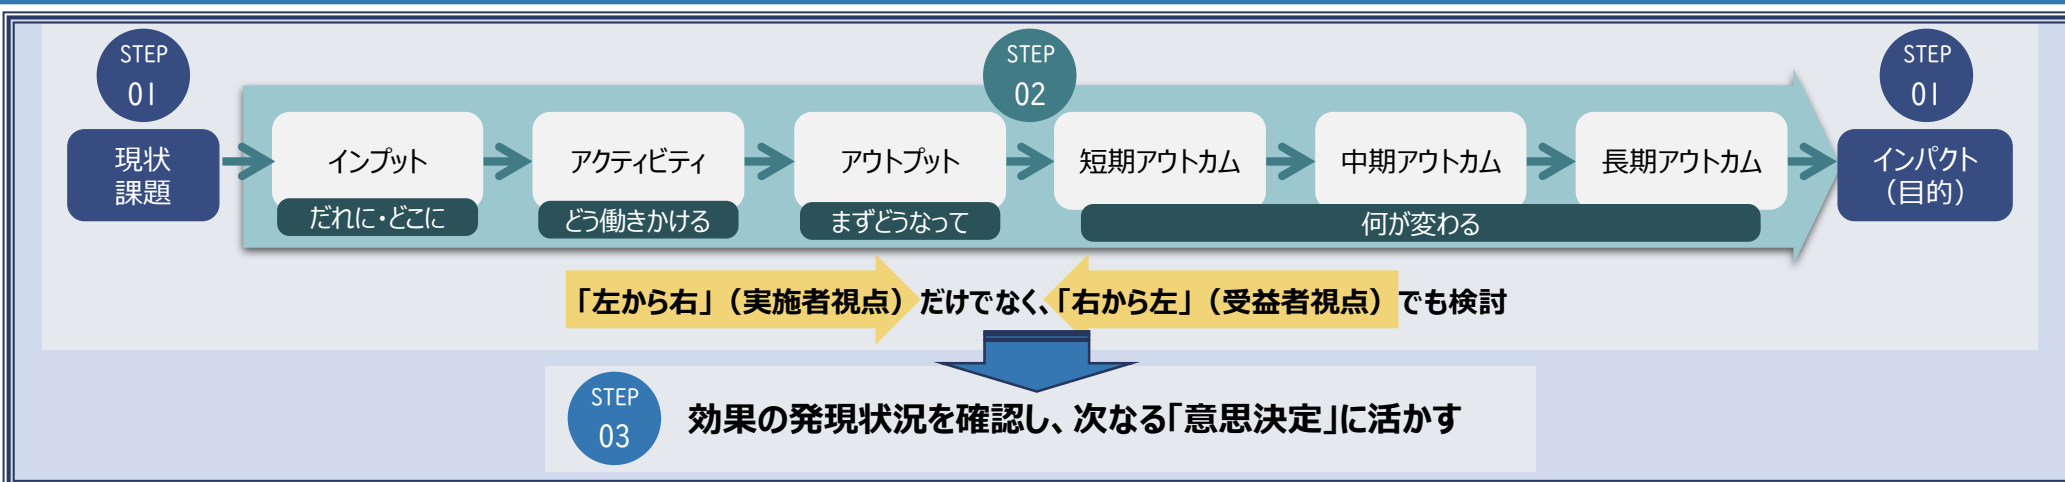 STEP
01
現状
課題
STEP
02
インプット
だれに・どこに
アクティビティ
どう働きかける
アウトプット
まずどうなって
短期アウトカム
中期アウトカム
長期アウトカム
何が変わる
STEP
01
インパクト
（目的）
「左から右」（実施者視点）だけでなく、「右から左」（受益者視点）でも検討
STEP
03
効果の発現状況を確認し、次なる「意思決定」に活かす